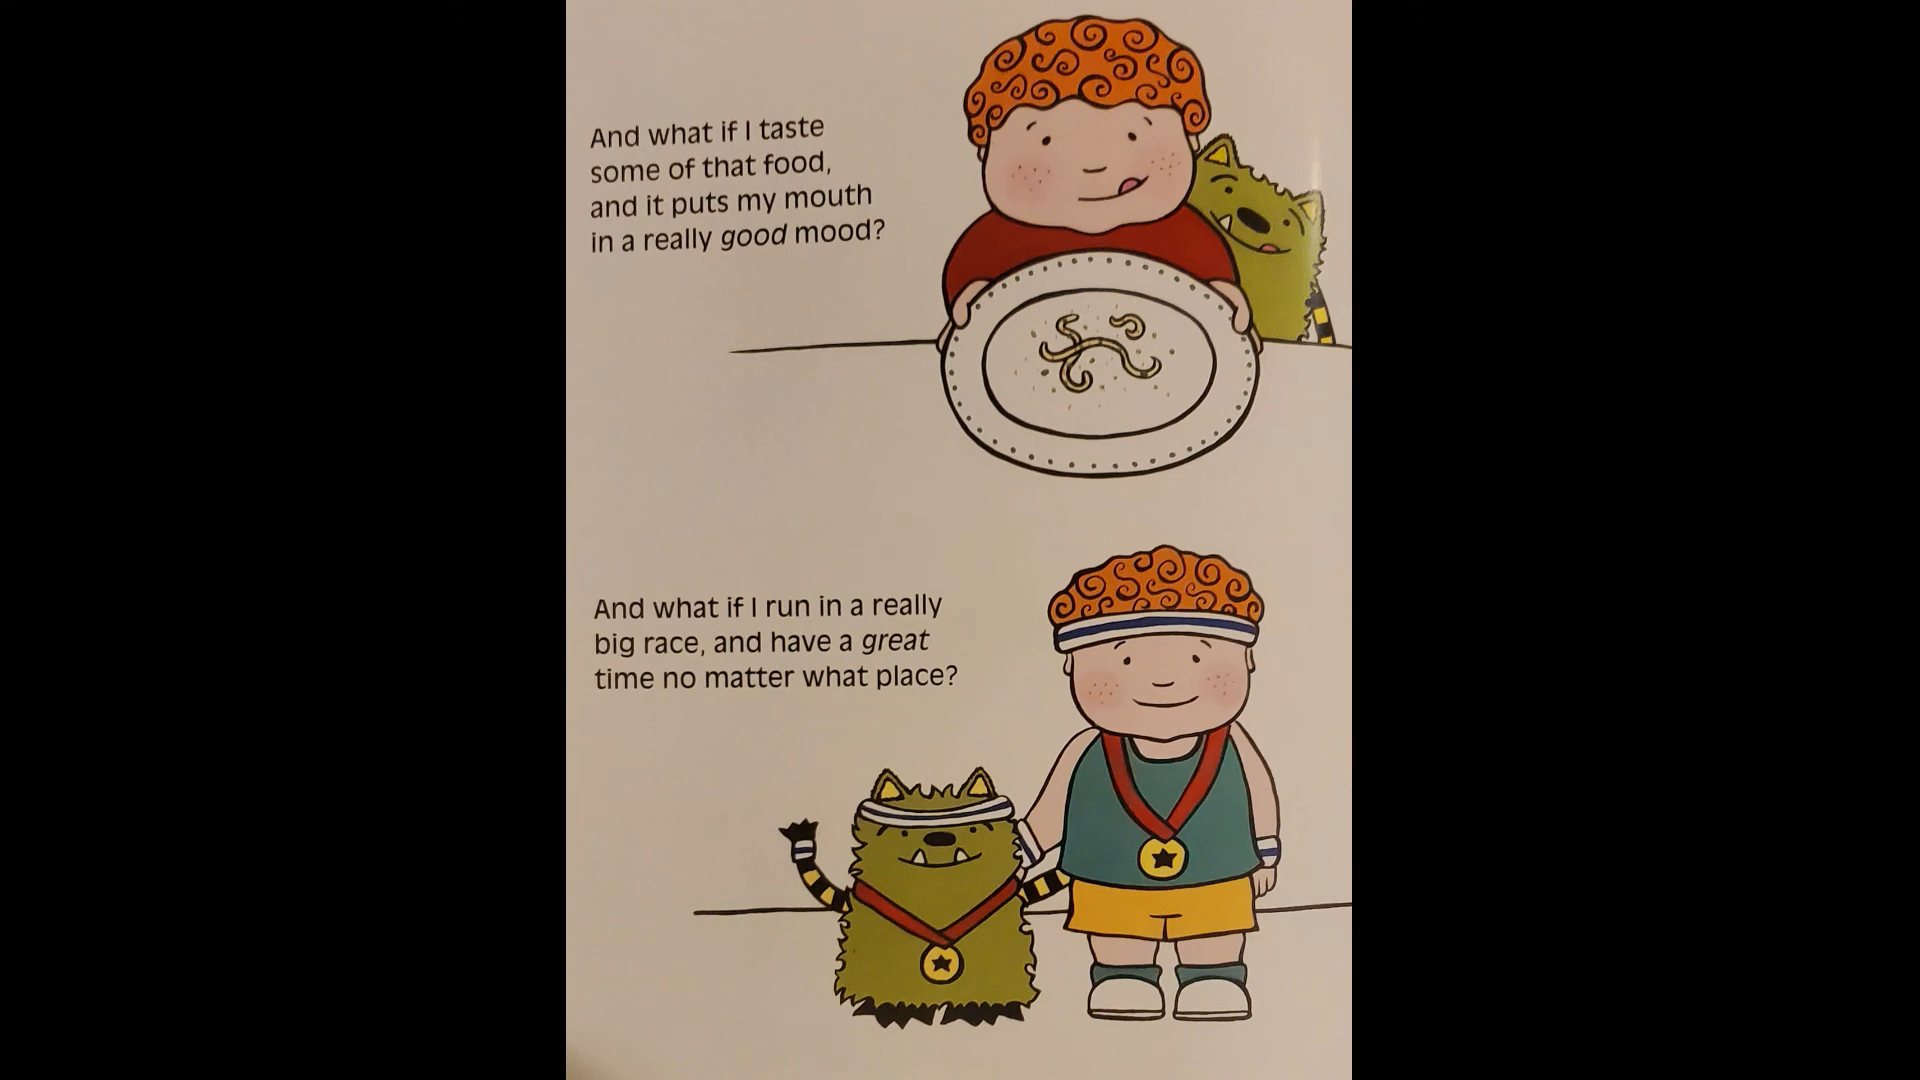 And what if I taste
some of that food,
and it puts my mouth
in a really good mood?
And what if I run in a really
big race, and have a great
time no matter what place?